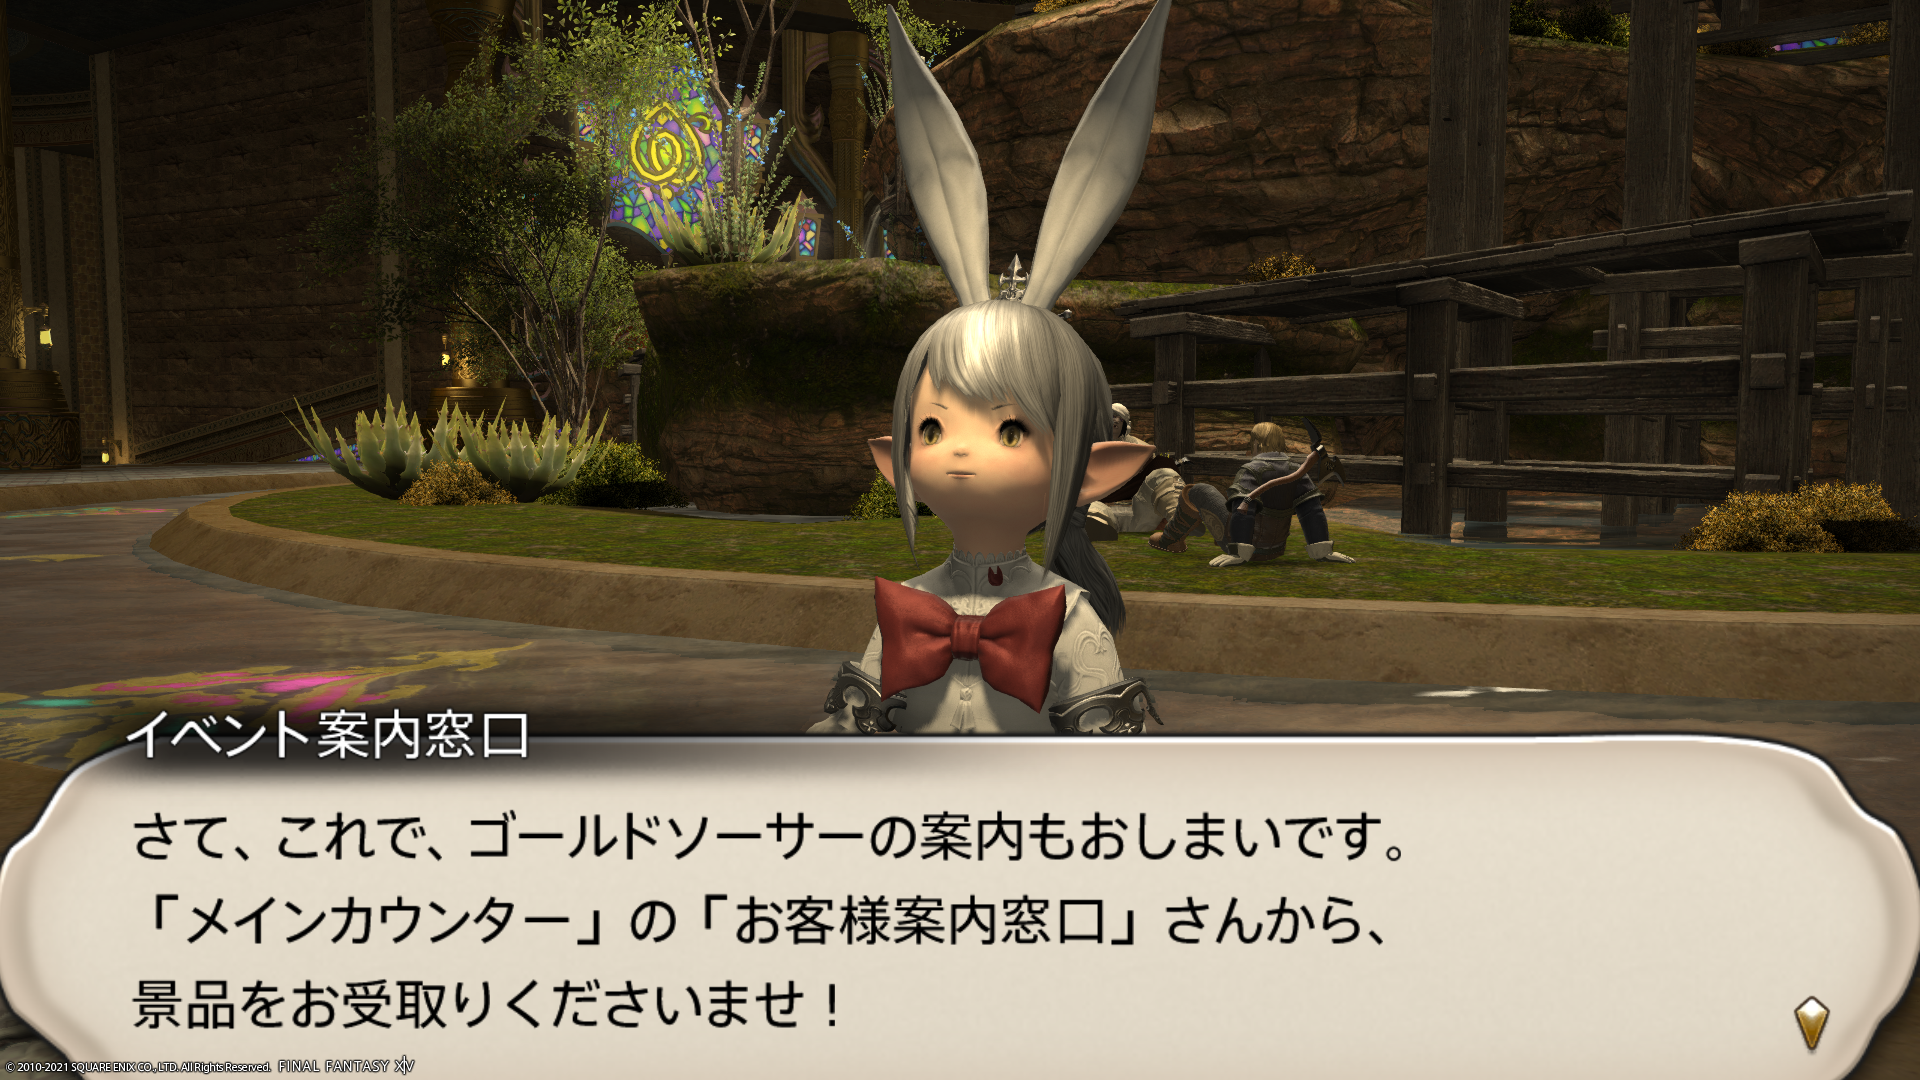 イベント案内窓口
さて、これで、ゴールドソーサーの案内もおしまいです。
「メインカウンター」の「お客様案内窓口」さんから、
景品をお受取りくださいませ！
© 2010-2021 SQUARE ENIX CO., LTD. All Rights Reserved. FINAL FANTASY XIV